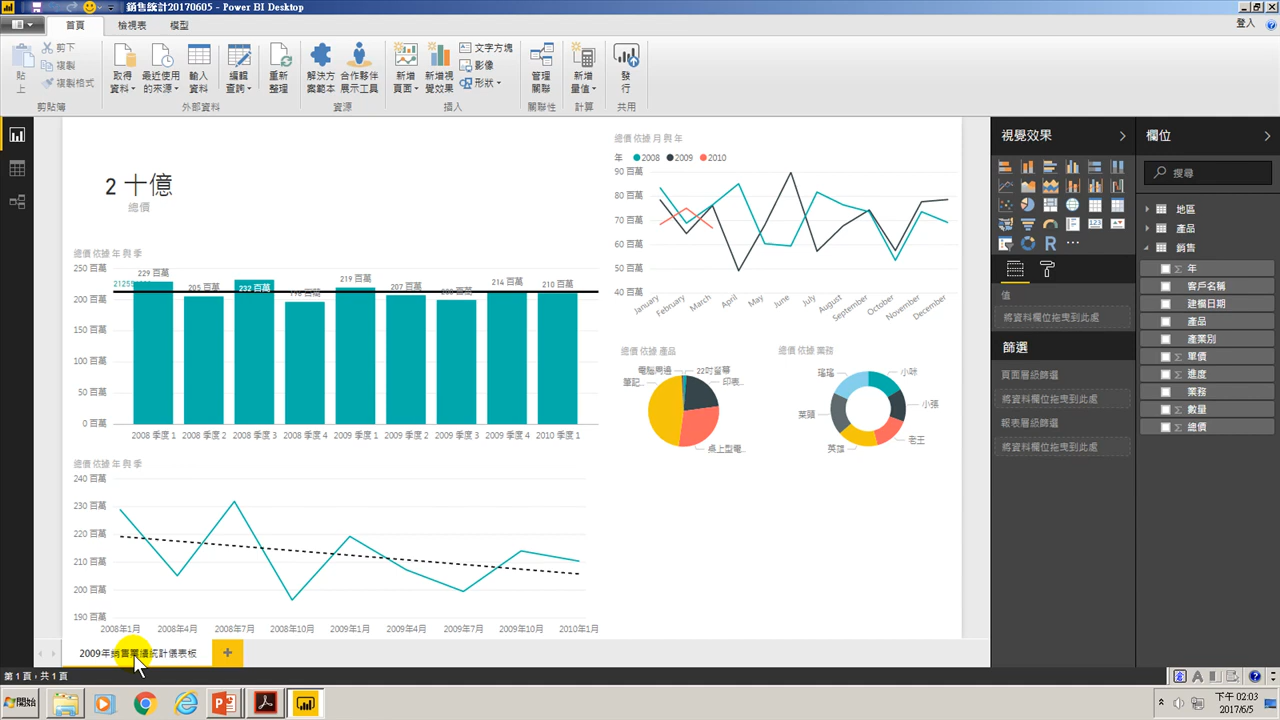 銷售統計20170605 - Power BI Desktop
首頁 檢視表 模型
登入
貼上
剪下
複製
複製格式
取得資料
最近使用的來源
輸入資料
編輯查詢
重新整理
解決方案範本
合作夥伴展示工具
新增頁面
新增視覺效果
文字方塊
影像
形狀
管理關聯
新增量值
發行
剪貼簿 外部資料 資源 插入 關聯性 計算 共用
2 十億
總價
總價 依據 年 與 季
250 百萬
200 百萬
150 百萬
100 百萬
50 百萬
0 百萬
229 百萬 205 百萬 232 百萬 219 百萬 207 百萬 214 百萬 210 百萬
2008 季度 1 2008 季度 2 2008 季度 3 2008 季度 4 2009 季度 1 2009 季度 2 2009 季度 3 2009 季度 4 2010 季度 1
總價 依據 年 與 季
240 百萬
230 百萬
220 百萬
210 百萬
200 百萬
190 百萬
2008年1月 2008年4月 2008年7月 2008年10月 2009年1月 2009年4月 2009年7月 2009年10月 2010年1月
總價 依據 月 與 年
年 2008 2009 2010
90 百萬
80 百萬
70 百萬
60 百萬
50 百萬
40 百萬
January February March April May June July August September October November December
總價 依據 產品
電腦周邊 22吋螢幕
筆記... 印表...
桌上型電...
總價 依據 業務
瑤瑤 小咪
英頤 小張
英雄 老王
視覺效果
值
將資料欄位拖曳到此處
篩選
頁面層級篩選
將資料欄位拖曳到此處
報表層級篩選
將資料欄位拖曳到此處
欄位
搜尋
地區
產品
銷售
年
客戶名稱
建檔日期
產品
產業別
單價
進度
業務
數量
總價
2009年銷售業績統計儀表板
第 1 頁，共 1 頁
開始
下午 02:03
2017/6/5